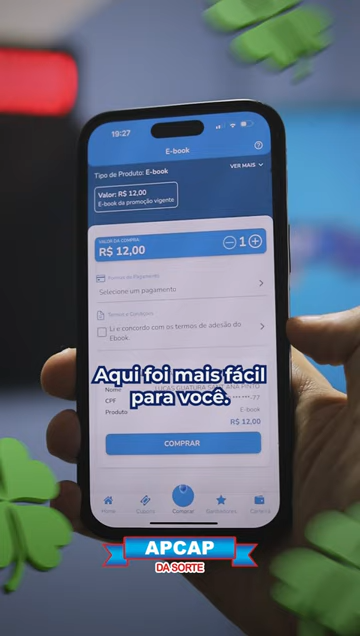 19:27
E-book
Tipo de Produto: E-book
VER MAIS
Valor: R$ 12,00
E-book da promoção vigente
VALOR DA COMPRA
R$ 12,00
1
Formas de Pagamento
Selecione um pagamento
Termos e Condições
Li e concordo com os termos de adesão do
Ebook.
Aqui foi mais fácil
para você.
Nome
CPF
77
Produto
E-book
R$ 12,00
COMPRAR
Home
Cupons
Comprar
Ganhadores
Carteira
APCAP
DA SORTE